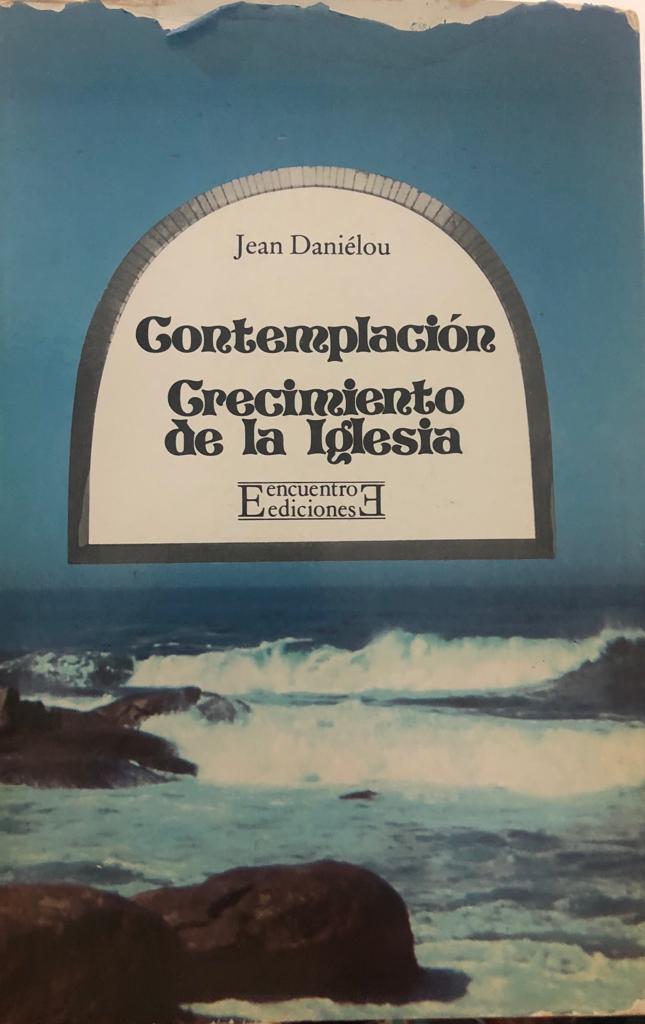 Jean Daniélou
Contemplación
Crecimiento
de la Iglesia
E encuentro E
ediciones